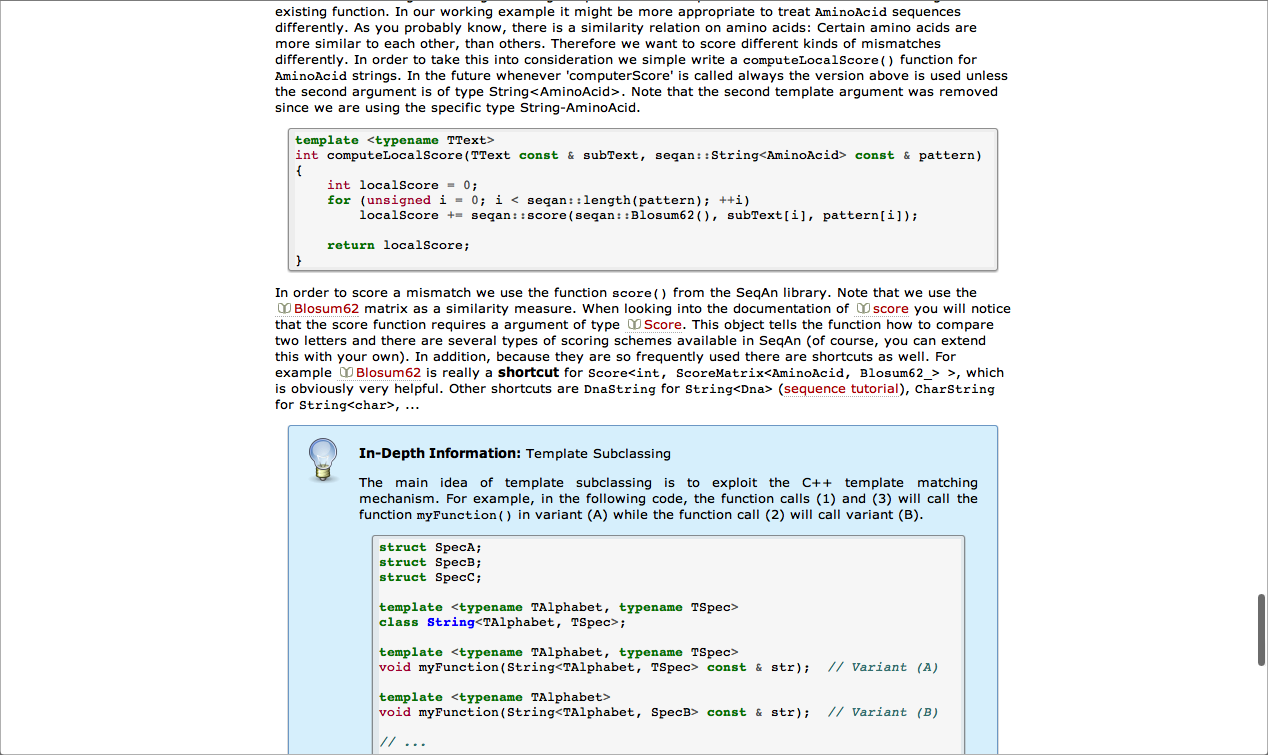 existing function. In our working example it might be more appropriate to treat AminoAcid sequences
differently. As you probably know, there is a similarity relation on amino acids: Certain amino acids are
more similar to each other, than others. Therefore we want to score different kinds of mismatches
differently. In order to take this into consideration we simple write a computeLocalScore() function for
AminoAcid strings. In the future whenever 'computerScore' is called always the version above is used unless
the second argument is of type String<AminoAcid>. Note that the second template argument was removed
since we are using the specific type String-AminoAcid.
template <typename TText>
int computeLocalScore(TText const & subText, seqan::String<AminoAcid> const & pattern)
{
    int localScore = 0;
    for (unsigned i = 0; i < seqan::length(pattern); ++i)
        localScore += seqan::score(seqan::Blosum62(), subText[i], pattern[i]);
    return localScore;
}
In order to score a mismatch we use the function score() from the SeqAn library. Note that we use the
Blosum62 matrix as a similarity measure. When looking into the documentation of score you will notice
that the score function requires a argument of type Score. This object tells the function how to compare
two letters and there are several types of scoring schemes available in SeqAn (of course, you can extend
this with your own). In addition, because they are so frequently used there are shortcuts as well. For
example Blosum62 is really a shortcut for Score<int, ScoreMatrix<AminoAcid, Blosum62_> >, which
is obviously very helpful. Other shortcuts are DnaString for String<Dna> (sequence tutorial), CharString
for String<char>, ...
In-Depth Information: Template Subclassing
The main idea of template subclassing is to exploit the C++ template matching
mechanism. For example, in the following code, the function calls (1) and (3) will call the
function myFunction() in variant (A) while the function call (2) will call variant (B).
struct SpecA;
struct SpecB;
struct SpecC;
template <typename TAlphabet, typename TSpec>
class String<TAlphabet, TSpec>;
template <typename TAlphabet, typename TSpec>
void myFunction(String<TAlphabet, TSpec> const & str);  // Variant (A)
template <typename TAlphabet>
void myFunction(String<TAlphabet, SpecB> const & str);  // Variant (B)
// ...